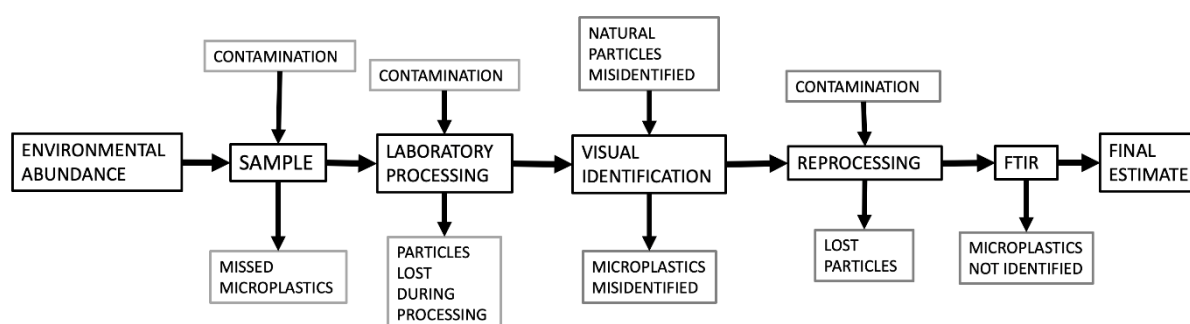 CONTAMINATION
CONTAMINATION
NATURAL
PARTICLES
MISIDENTIFIED
CONTAMINATION
ENVIRONMENTAL
ABUNDANCE
SAMPLE
LABORATORY
PROCESSING
VISUAL
IDENTIFICATION
REPROCESSING
FTIR
FINAL
ESTIMATE
MISSED
MICROPLASTICS
PARTICLES
LOST
DURING
PROCESSING
MICROPLASTICS
MISIDENTIFIED
LOST
PARTICLES
MICROPLASTICS
NOT IDENTIFIED